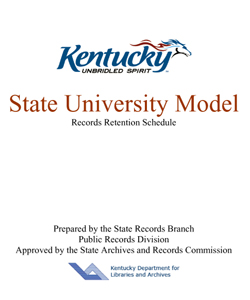 Kentucky
UNBRIDLED SPIRIT
State University Model
Records Retention Schedule
Prepared by the State Records Branch
Public Records Division
Approved by the State Archives and Records Commission
Kentucky Department for
Libraries and Archives